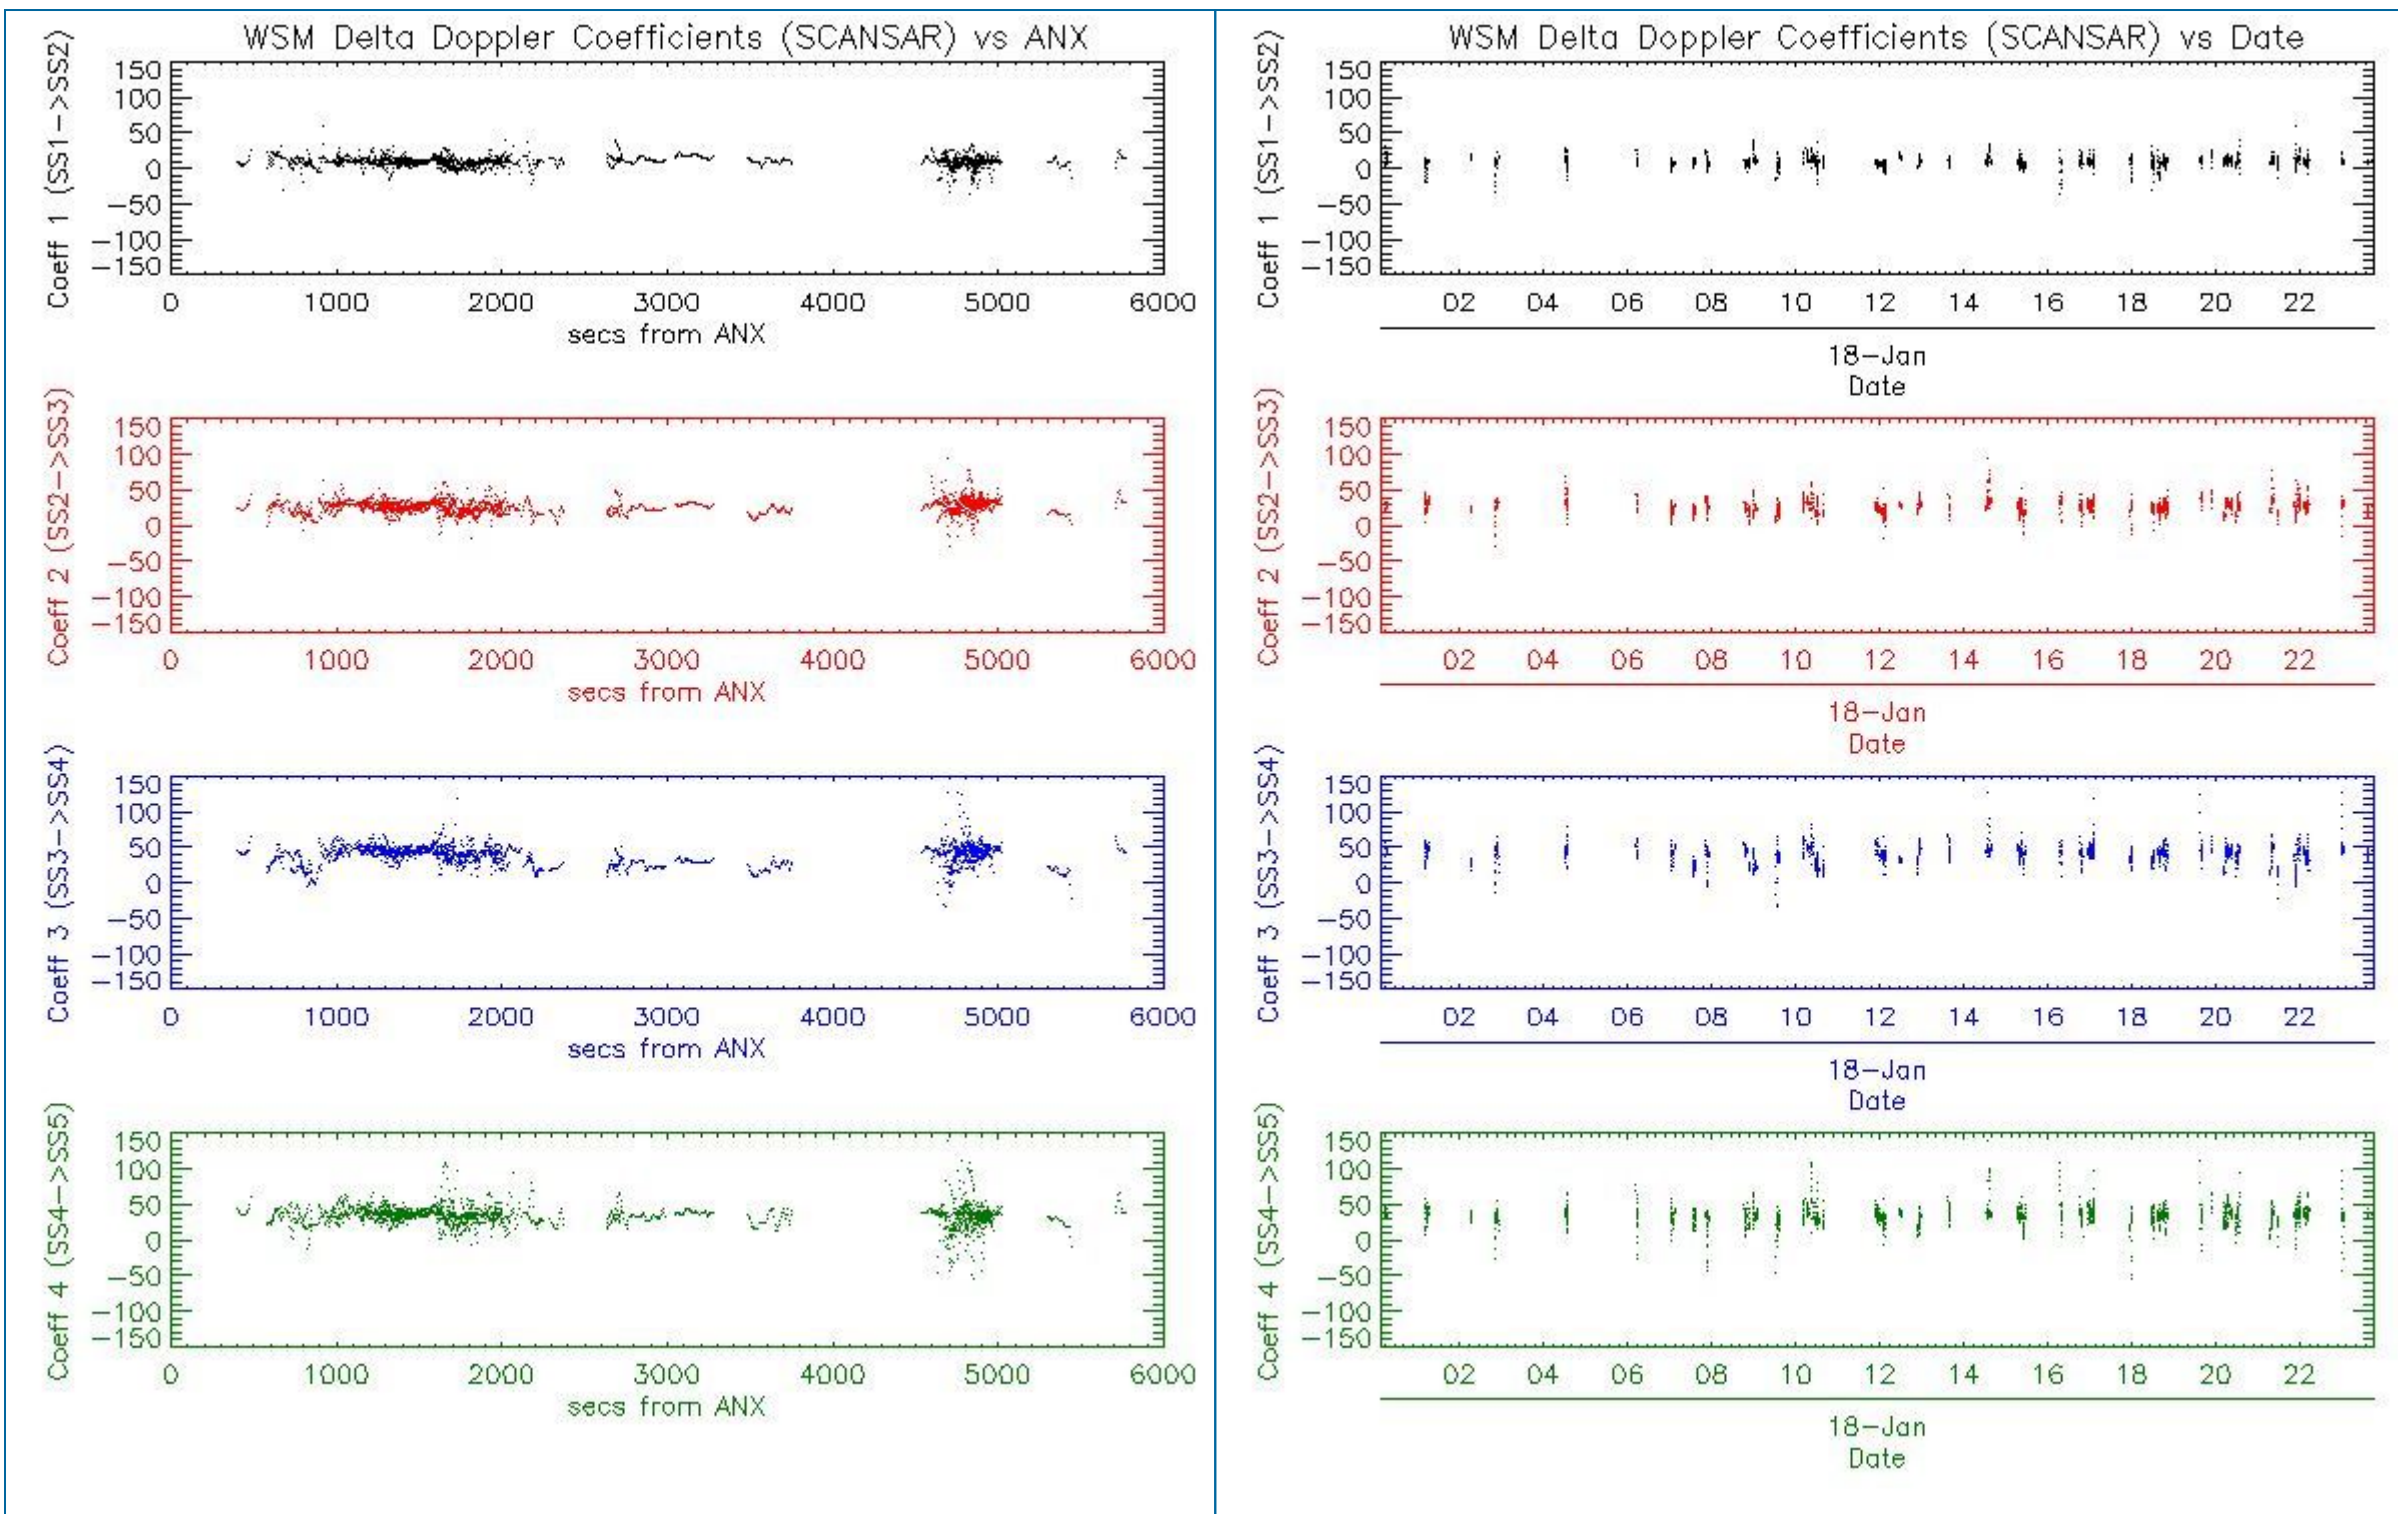 WSM Delta Doppler Coefficients (SCANSAR) vs ANX
Coeff 1 (SS1->SS2)
150
100
50
0
-50
-100
-150
0 1000 2000 3000 4000 5000 6000
secs from ANX
Coeff 2 (SS2->SS3)
150
100
50
0
-50
-100
-150
0 1000 2000 3000 4000 5000 6000
secs from ANX
Coeff 3 (SS3->SS4)
150
100
50
0
-50
-100
-150
0 1000 2000 3000 4000 5000 6000
secs from ANX
Coeff 4 (SS4->SS5)
150
100
50
0
-50
-100
-150
0 1000 2000 3000 4000 5000 6000
secs from ANX
WSM Delta Doppler Coefficients (SCANSAR) vs Date
Coeff 1 (SS1->SS2)
150
100
50
0
-50
-100
-150
02 04 06 08 10 12 14 16 18 20 22
18-Jan
Date
Coeff 2 (SS2->SS3)
150
100
50
0
-50
-100
-150
02 04 06 08 10 12 14 16 18 20 22
18-Jan
Date
Coeff 3 (SS3->SS4)
150
100
50
0
-50
-100
-150
02 04 06 08 10 12 14 16 18 20 22
18-Jan
Date
Coeff 4 (SS4->SS5)
150
100
50
0
-50
-100
-150
02 04 06 08 10 12 14 16 18 20 22
18-Jan
Date